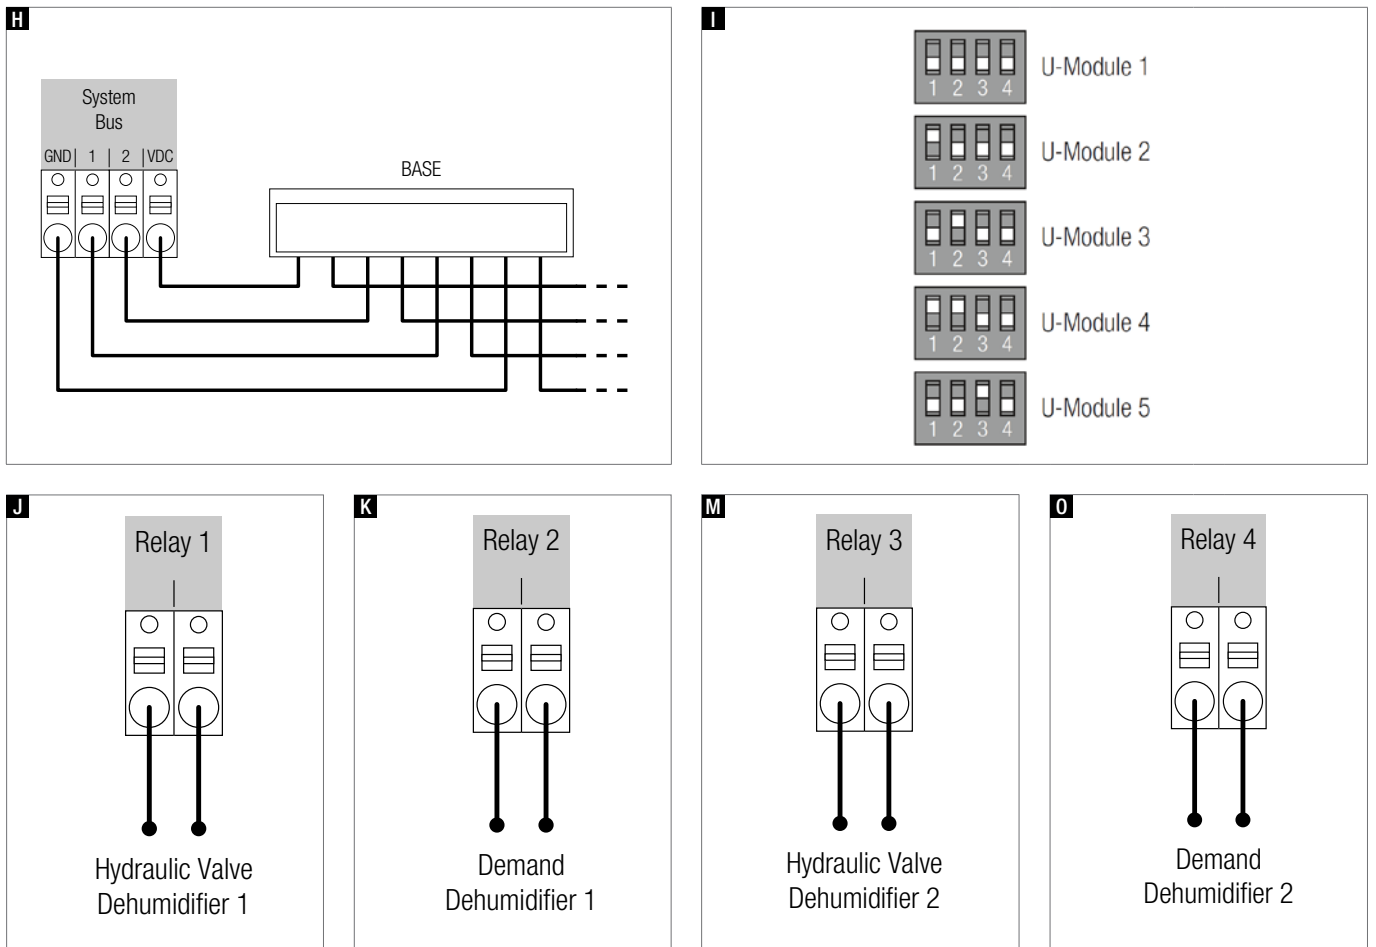 H
System
Bus
GND| 1 | 2 |VDC
BASE
I
1 2 3 4
U-Module 1
1 2 3 4
U-Module 2
1 2 3 4
U-Module 3
1 2 3 4
U-Module 4
1 2 3 4
U-Module 5
J
Relay 1
Hydraulic Valve
Dehumidifier 1
K
Relay 2
Demand
Dehumidifier 1
M
Relay 3
Hydraulic Valve
Dehumidifier 2
O
Relay 4
Demand
Dehumidifier 2